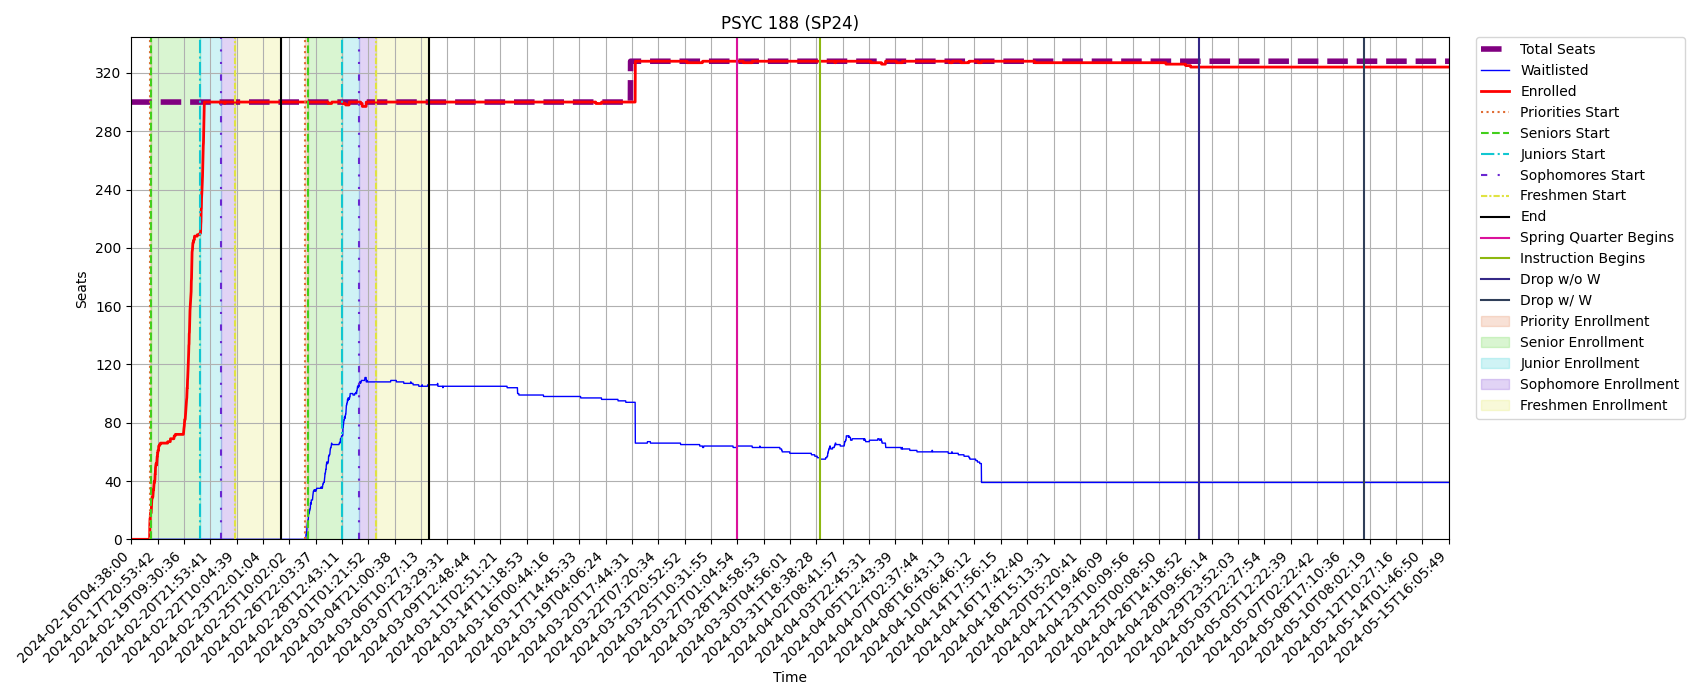 PSYC 188 (SP24)
Seats
320
280
240
200
160
120
80
40
0
2024-02-16T04:38:00
2024-02-17T20:53:42
2024-02-19T09:30:36
2024-02-20T21:53:41
2024-02-22T10:04:39
2024-02-23T22:01:04
2024-02-25T10:02:02
2024-02-26T22:03:37
2024-02-28T12:43:11
2024-03-01T01:21:52
2024-03-04T21:00:38
2024-03-06T10:27:13
2024-03-07T23:29:31
2024-03-09T12:48:44
2024-03-11T02:51:21
2024-03-14T11:18:53
2024-03-16T00:44:16
2024-03-17T14:45:33
2024-03-19T04:06:24
2024-03-20T17:44:31
2024-03-22T07:20:34
2024-03-23T20:52:52
2024-03-25T10:31:55
2024-03-27T01:04:54
2024-03-28T14:58:53
2024-03-30T04:56:01
2024-03-31T18:38:28
2024-04-02T08:41:57
2024-04-03T22:45:31
2024-04-05T12:43:39
2024-04-07T02:37:44
2024-04-08T16:43:13
2024-04-10T06:46:12
2024-04-14T17:56:15
2024-04-16T17:42:40
2024-04-18T15:13:31
2024-04-20T05:20:41
2024-04-21T19:46:09
2024-04-23T10:09:56
2024-04-25T00:08:50
2024-04-26T14:18:52
2024-04-28T09:56:14
2024-04-29T23:52:03
2024-05-03T22:27:54
2024-05-05T12:22:39
2024-05-07T02:22:42
2024-05-08T17:10:36
2024-05-10T08:02:19
2024-05-12T10:27:16
2024-05-14T01:46:50
2024-05-15T16:05:49
Time
Total Seats
Waitlisted
Enrolled
Priorities Start
Seniors Start
Juniors Start
Sophomores Start
Freshmen Start
End
Spring Quarter Begins
Instruction Begins
Drop w/o W
Drop w/ W
Priority Enrollment
Senior Enrollment
Junior Enrollment
Sophomore Enrollment
Freshmen Enrollment